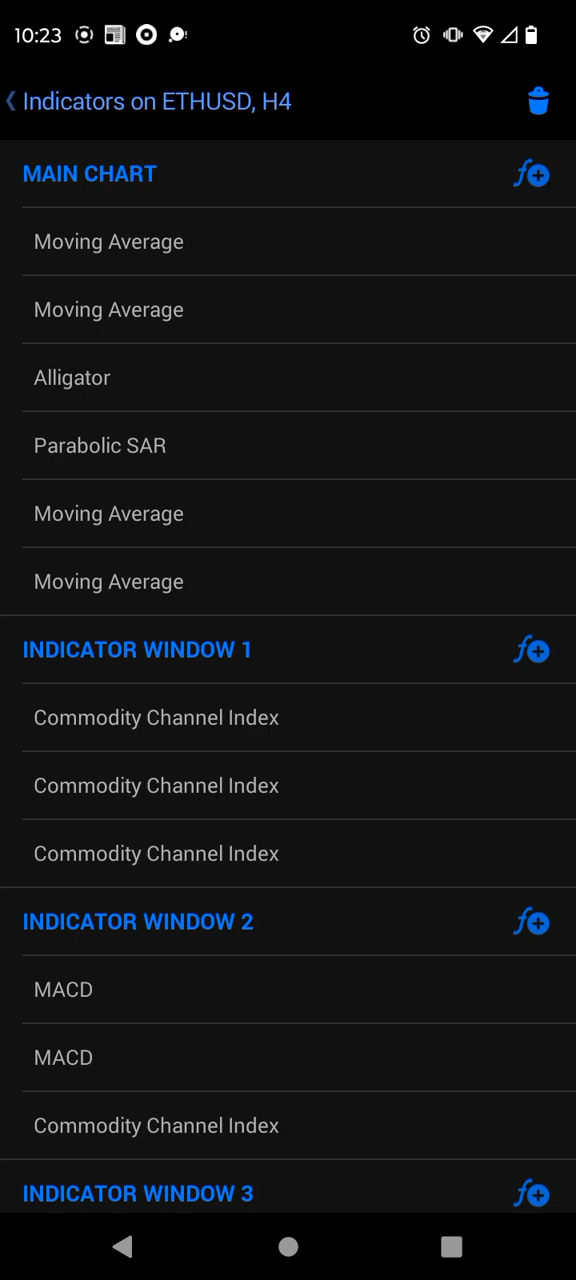 10:23
Indicators on ETHUSD, H4
MAIN CHART
Moving Average
Moving Average
Alligator
Parabolic SAR
Moving Average
Moving Average
INDICATOR WINDOW 1
Commodity Channel Index
Commodity Channel Index
Commodity Channel Index
INDICATOR WINDOW 2
MACD
MACD
Commodity Channel Index
INDICATOR WINDOW 3